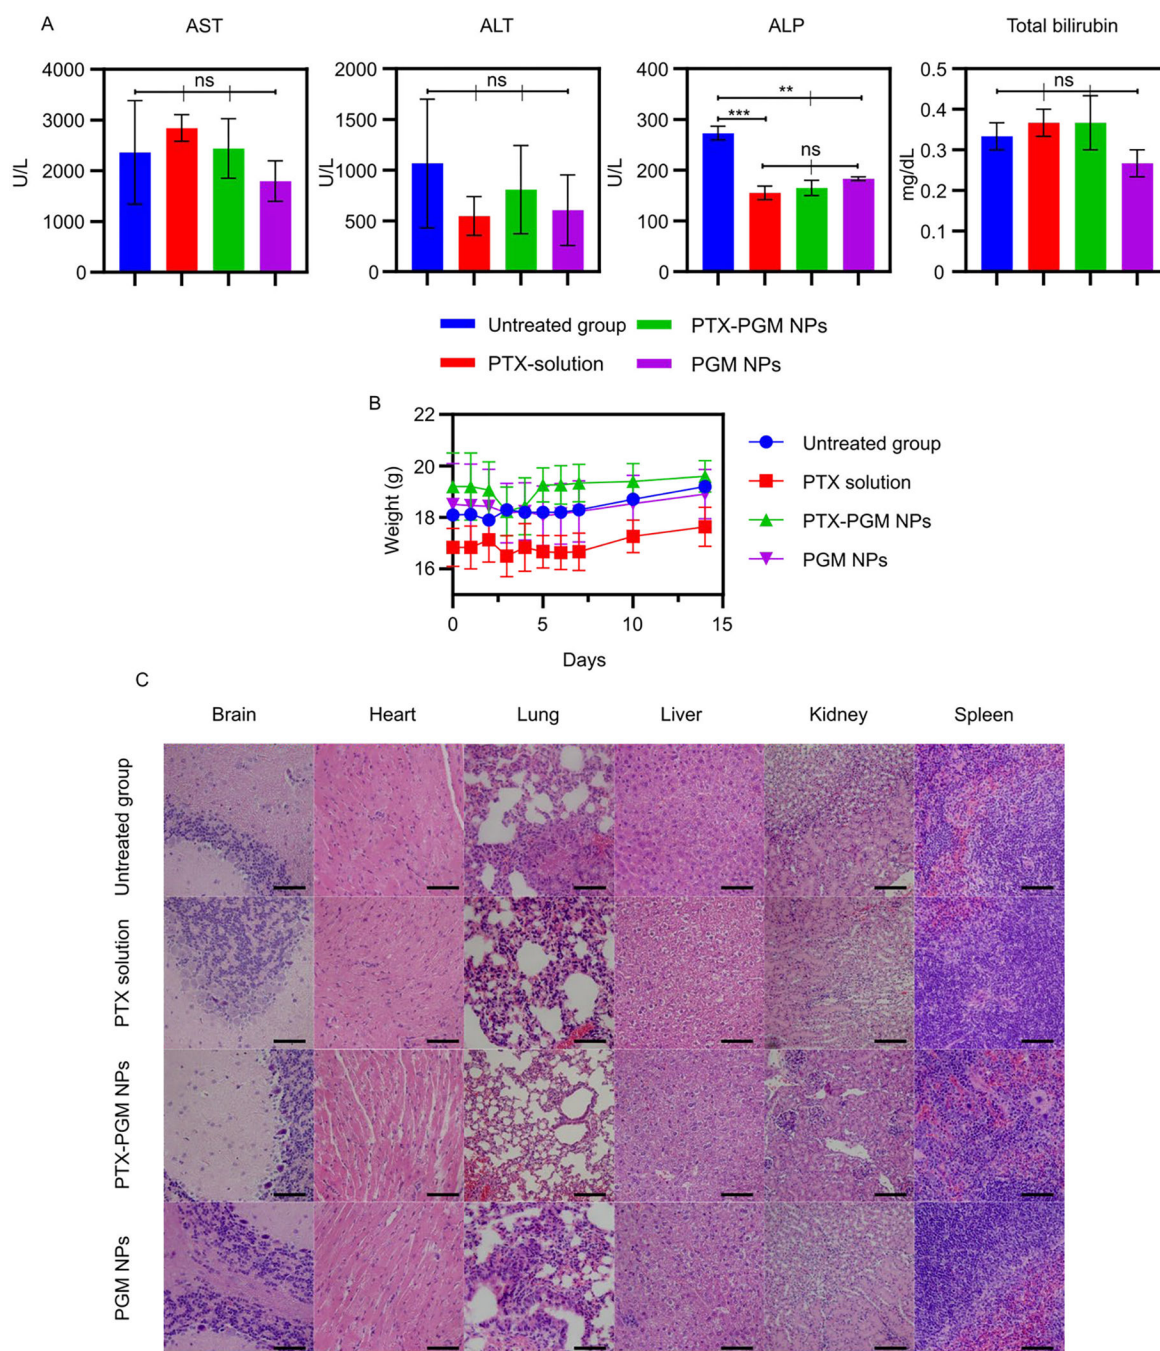 A
AST ALT ALP Total bilirubin
U/L
4000
3000
2000
1000
0
ns
U/L
2000
1500
1000
500
0
ns
U/L
400
300
200
100
0
**
***
ns
mg/dL
0.5
0.4
0.3
0.2
0.1
0
ns
Untreated group PTX-PGM NPs
PTX-solution PGM NPs
B
Weight (g)
22
20
18
16
0 5 10 15
Days
Untreated group
PTX solution
PTX-PGM NPs
PGM NPs
C
Brain Heart Lung Liver Kidney Spleen
Untreated group
PTX solution
PTX-PGM NPs
PGM NPs